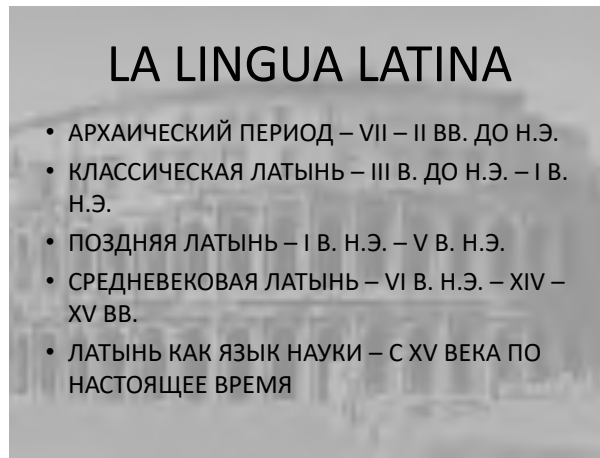 LA LINGUA LATINA
• АРХАИЧЕСКИЙ ПЕРИОД – VII – II ВВ. ДО Н.Э.
• КЛАССИЧЕСКАЯ ЛАТЫНЬ – III В. ДО Н.Э. – I В.
Н.Э.
• ПОЗДНЯЯ ЛАТЫНЬ – I В. Н.Э. – V В. Н.Э.
• СРЕДНЕВЕКОВАЯ ЛАТЫНЬ – VI В. Н.Э. – XIV –
XV ВВ.
• ЛАТЫНЬ КАК ЯЗЫК НАУКИ – С XV ВЕКА ПО
НАСТОЯЩЕЕ ВРЕМЯ